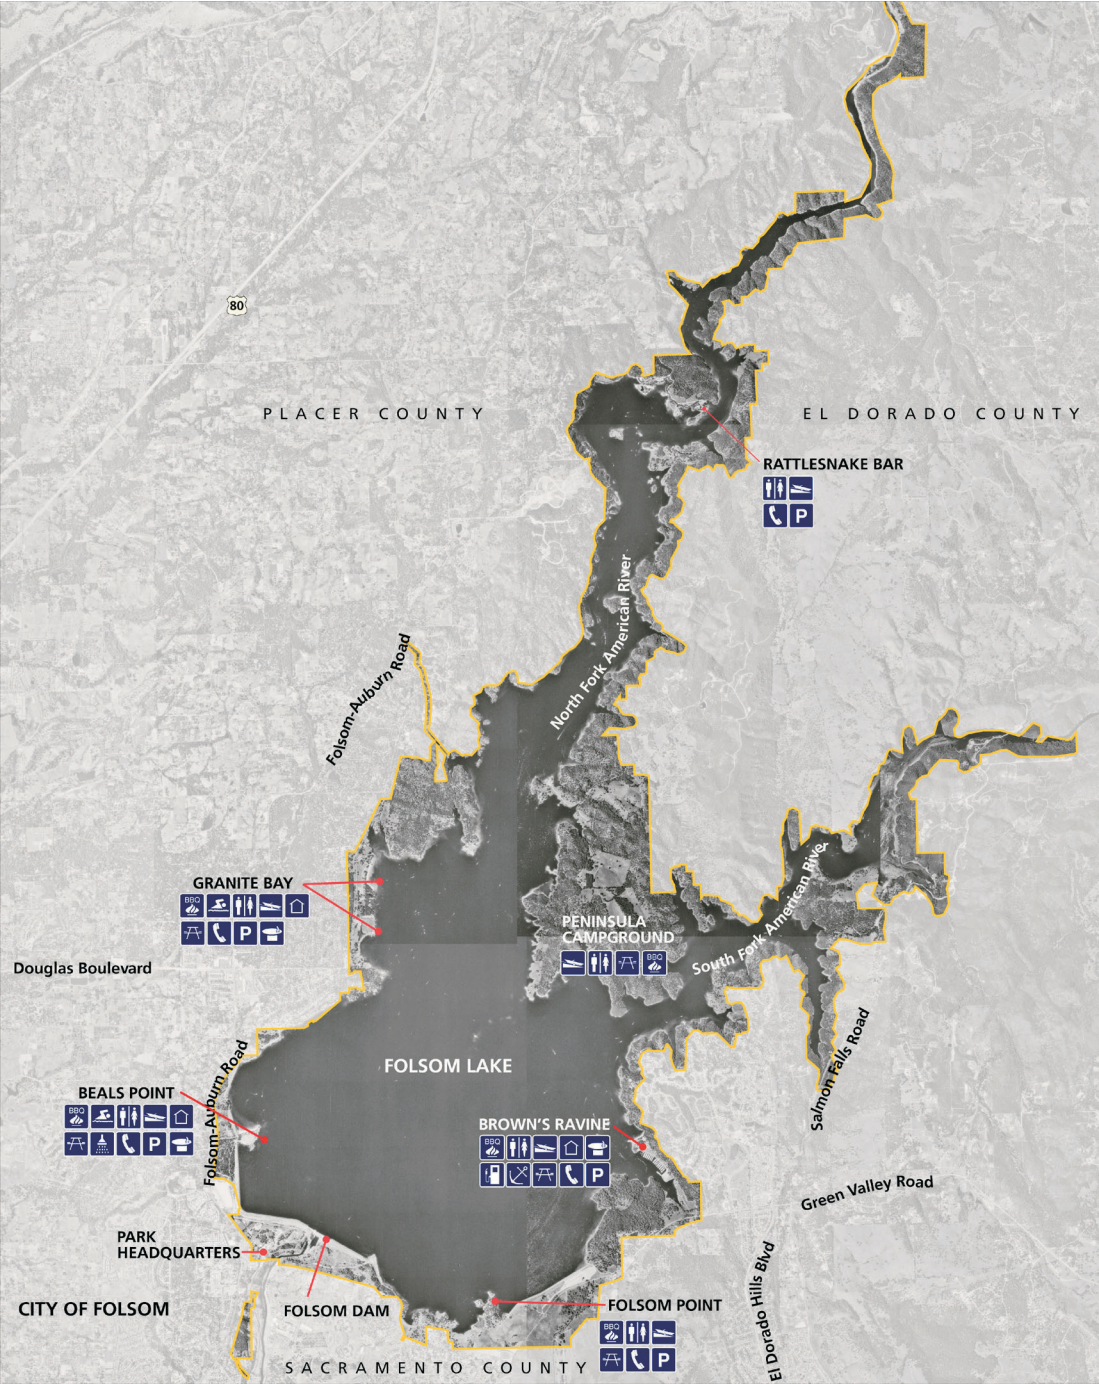 80
PLACER COUNTY
EL DORADO COUNTY
RATTLESNAKE BAR
P
North Fork American River
Folsom-Auburn Road
GRANITE BAY
BBQ
P
PENINSULA
CAMPGROUND
BBQ
South Fork American River
Douglas Boulevard
FOLSOM LAKE
Folsom-Auburn Road
Salmon Falls Road
BEALS POINT
BBQ
P
BROWN'S RAVINE
BBQ
P
Green Valley Road
PARK
HEADQUARTERS
El Dorado Hills Blvd
CITY OF FOLSOM
FOLSOM DAM
FOLSOM POINT
BBQ
P
SACRAMENTO COUNTY